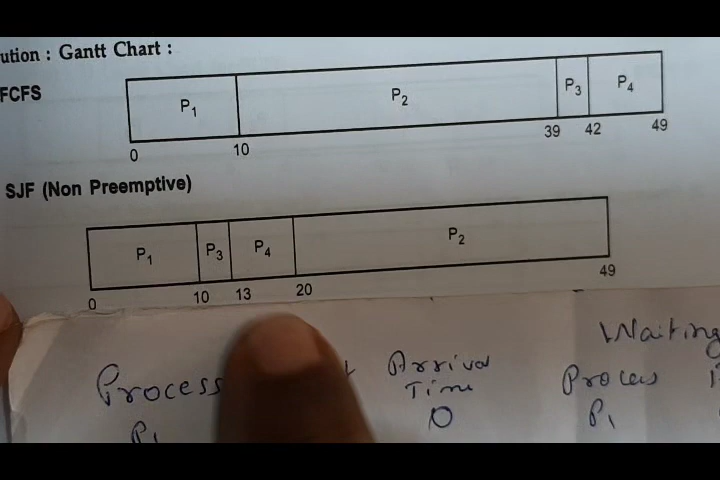 ution : Gantt Chart :
FCFS
P1 P2 P3 P4
0 10 39 42 49
SJF (Non Preemptive)
P1 P3 P4 P2
0 10 13 20 49
Waiting
Process Arrival Process
Time
P1 0 P1